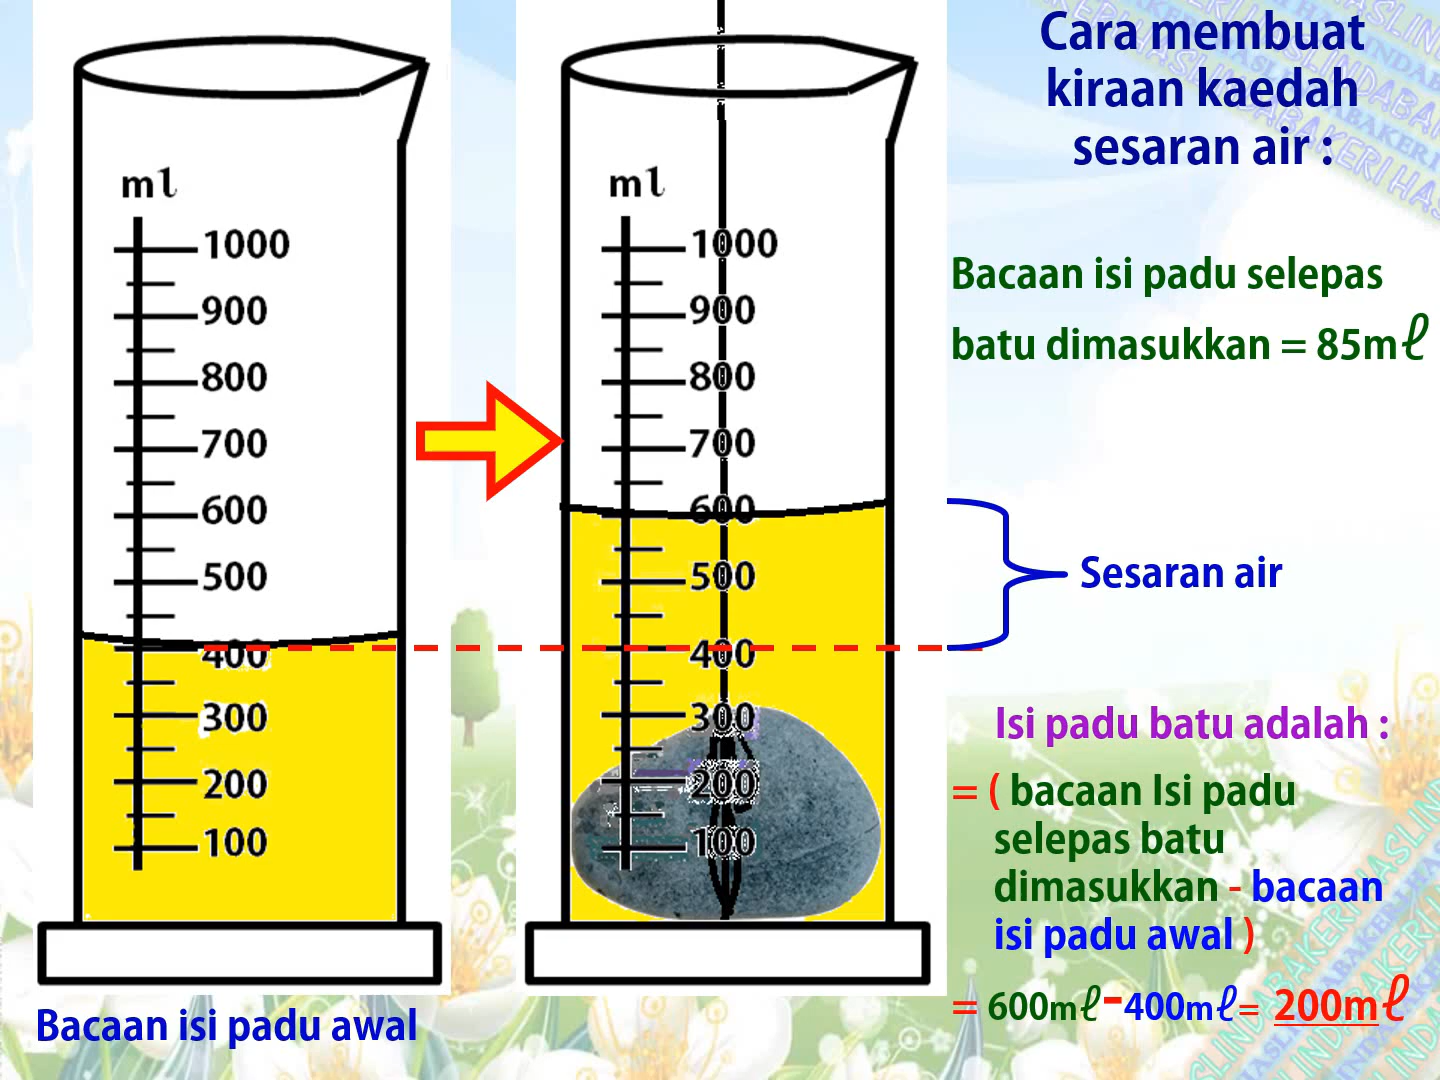 Cara membuat
kiraan kaedah
sesaran air :
ml
1000
900
800
700
600
500
400
300
200
100
ml
1000
900
800
700
600
500
400
300
200
100
Bacaan isi padu selepas
batu dimasukkan = 85mℓ
Sesaran air
Isi padu batu adalah :
= ( bacaan Isi padu
selepas batu
dimasukkan - bacaan
isi padu awal )
= 600mℓ-400mℓ= 200mℓ
Bacaan isi padu awal